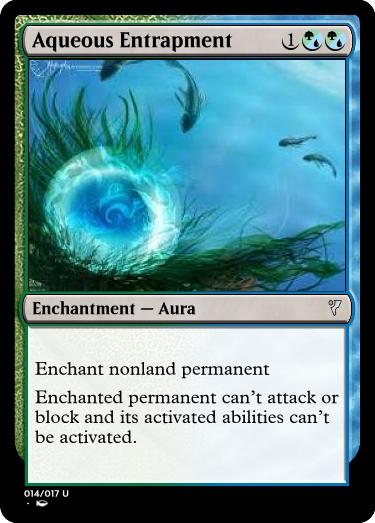 Aqueous Entrapment 1
Enchantment — Aura
Enchant nonland permanent
Enchanted permanent can't attack or
block and its activated abilities can't
be activated.
014/017 U